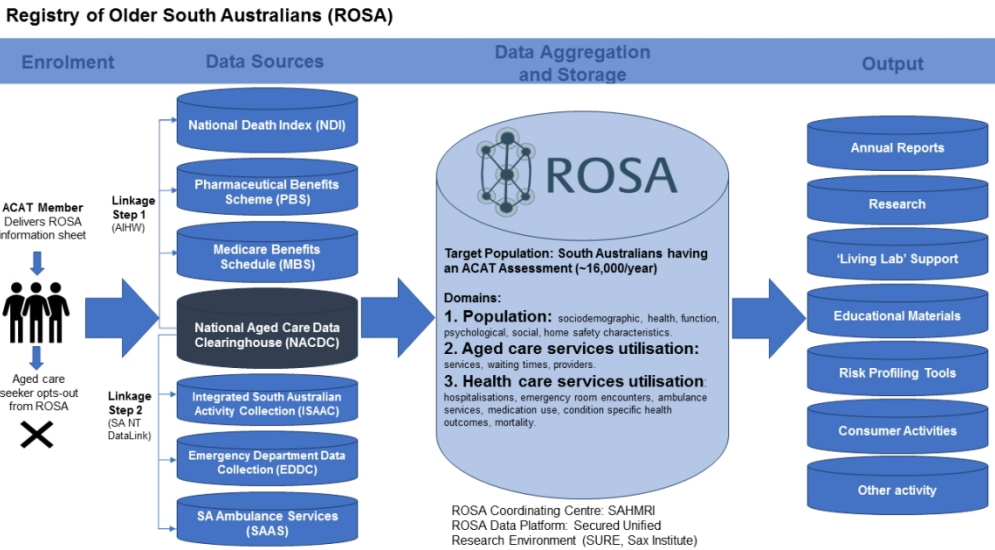 Registry of Older South Australians (ROSA)
Enrolment
Data Sources
Data Aggregation
and Storage
Output
ACAT Member
Delivers ROSA
information sheet
Aged care
seeker opts-out
from ROSA
Linkage
Step 1
(AIHW)
Linkage
Step 2
(SA NT
DataLink)
National Death Index (NDI)
Pharmaceutical Benefits
Scheme (PBS)
Medicare Benefits
Schedule (MBS)
National Aged Care Data
Clearinghouse (NACDC)
Integrated South Australian
Activity Collection (ISAAC)
Emergency Department Data
Collection (EDDC)
SA Ambulance Services
(SAAS)
ROSA
Target Population: South Australians having
an ACAT Assessment (~16,000/year)
Domains:
1. Population: sociodemographic, health, function,
psychological, social, home safety characteristics.
2. Aged care services utilisation:
services, waiting times, providers.
3. Health care services utilisation:
hospitalisations, emergency room encounters, ambulance
services, medication use, condition specific health
outcomes, mortality.
ROSA Coordinating Centre: SAHMRI
ROSA Data Platform: Secured Unified
Research Environment (SURE, Sax Institute)
Annual Reports
Research
‘Living Lab’ Support
Educational Materials
Risk Profiling Tools
Consumer Activities
Other activity